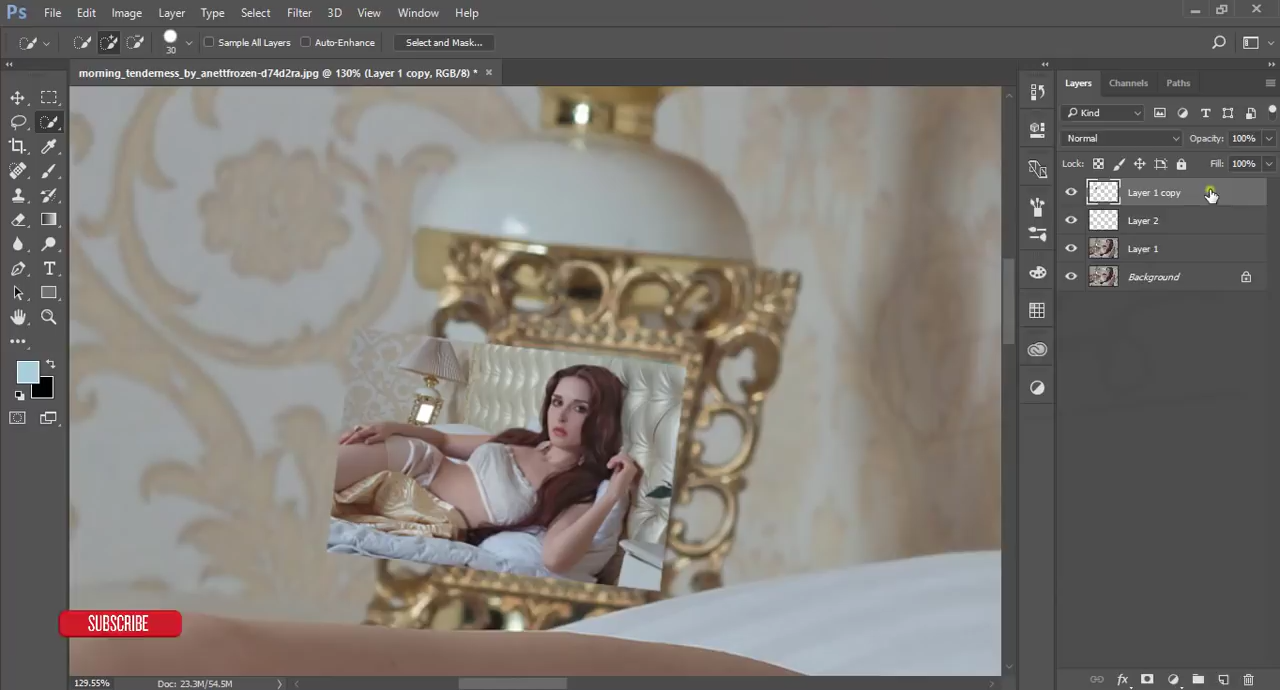 Ps File Edit Image Layer Type Select Filter 3D View Window Help
30 Sample All Layers Auto-Enhance Select and Mask...
morning_tenderness_by_anettfrozen-d74d2ra.jpg @ 130% (Layer 1 copy, RGB/8) * ×
Layers Channels Paths
Kind
Normal Opacity: 100%
Lock: Fill: 100%
Layer 1 copy
Layer 2
Layer 1
Background
SUBSCRIBE
129.55% Doc: 23.3M/54.5M